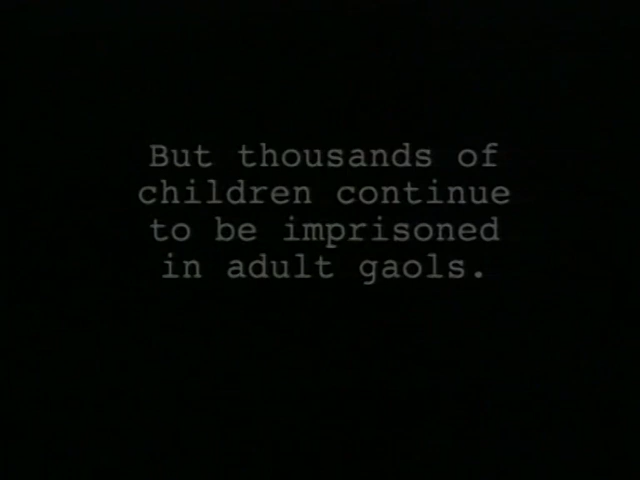 But thousands of
children continue
to be imprisoned
in adult gaols.